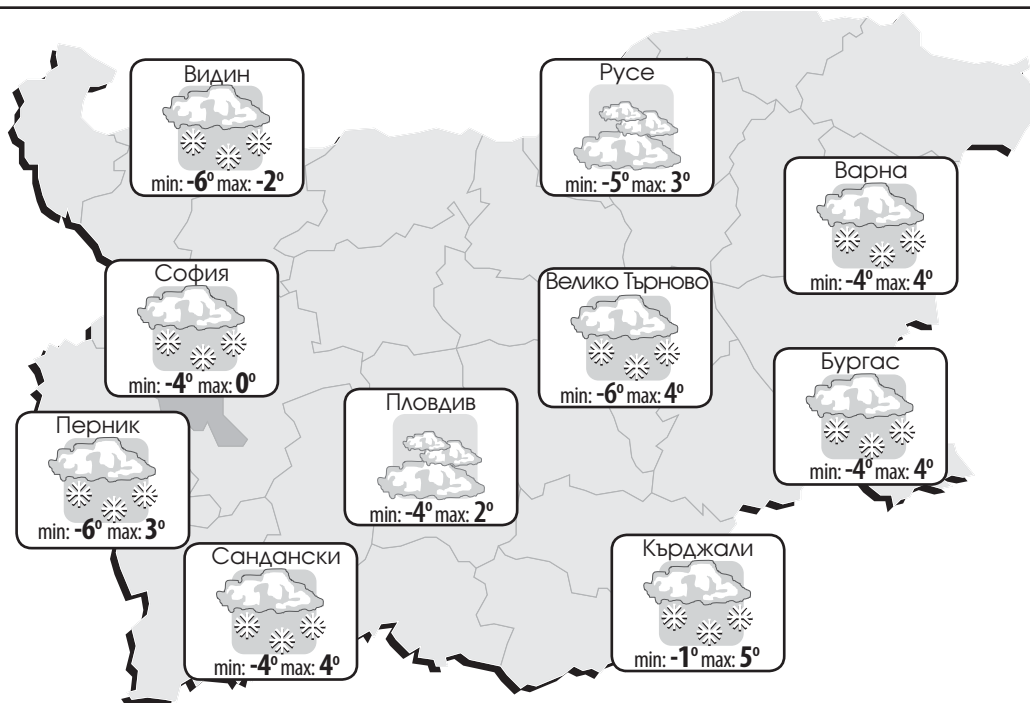 Видин
min: -6° max: -2°
Русе
min: -5° max: 3°
Варна
min: -4° max: 4°
София
min: -4° max: 0°
Велико Търново
min: -6° max: 4°
Бургас
min: -4° max: 4°
Пловдив
min: -4° max: 2°
Перник
min: -6° max: 3°
Сандански
min: -4° max: 4°
Кърджали
min: -1° max: 5°